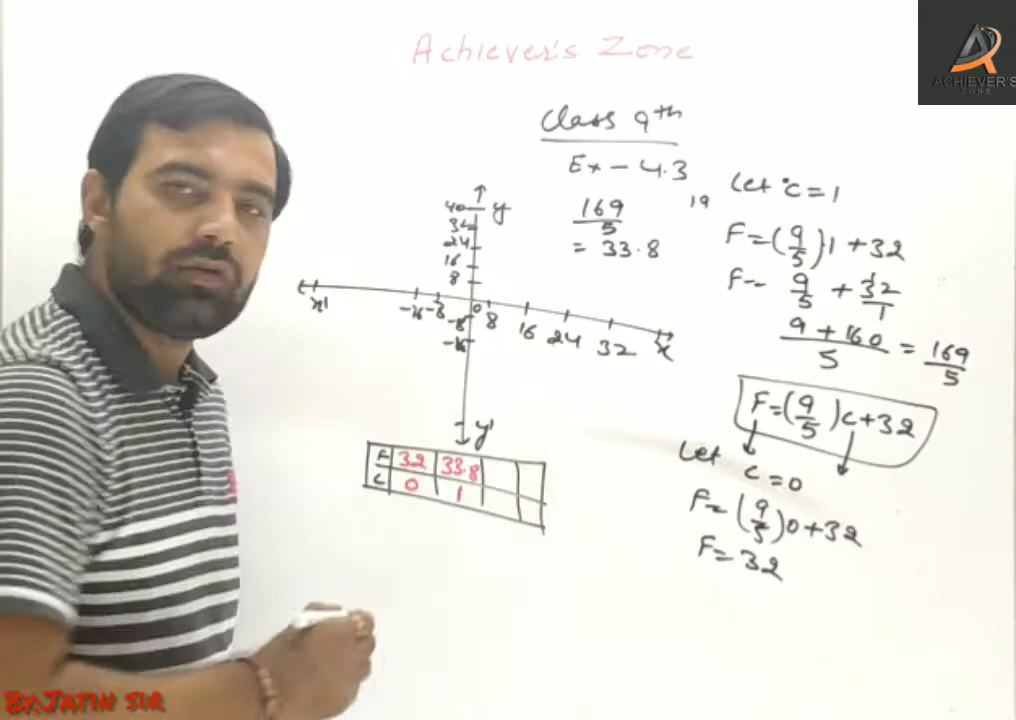 Achiever's Zone
ACHIEVER'S
ZONE
Class 9th
Ex - 4.3
169
5
= 33.8
19
Let c = 1
F = (9/5)1 + 32
F = 9/5 + 32/1
9 + 160
5
= 169/5
F = (9/5)c + 32
Let c = 0
F = (9/5)0 + 32
F = 32
y
40
32
24
16
8
x'
-16 -8 0 8 16 24 32 x
-8
-16
y'
F 32 33.8
C 0 1
BY:JATIN SIR